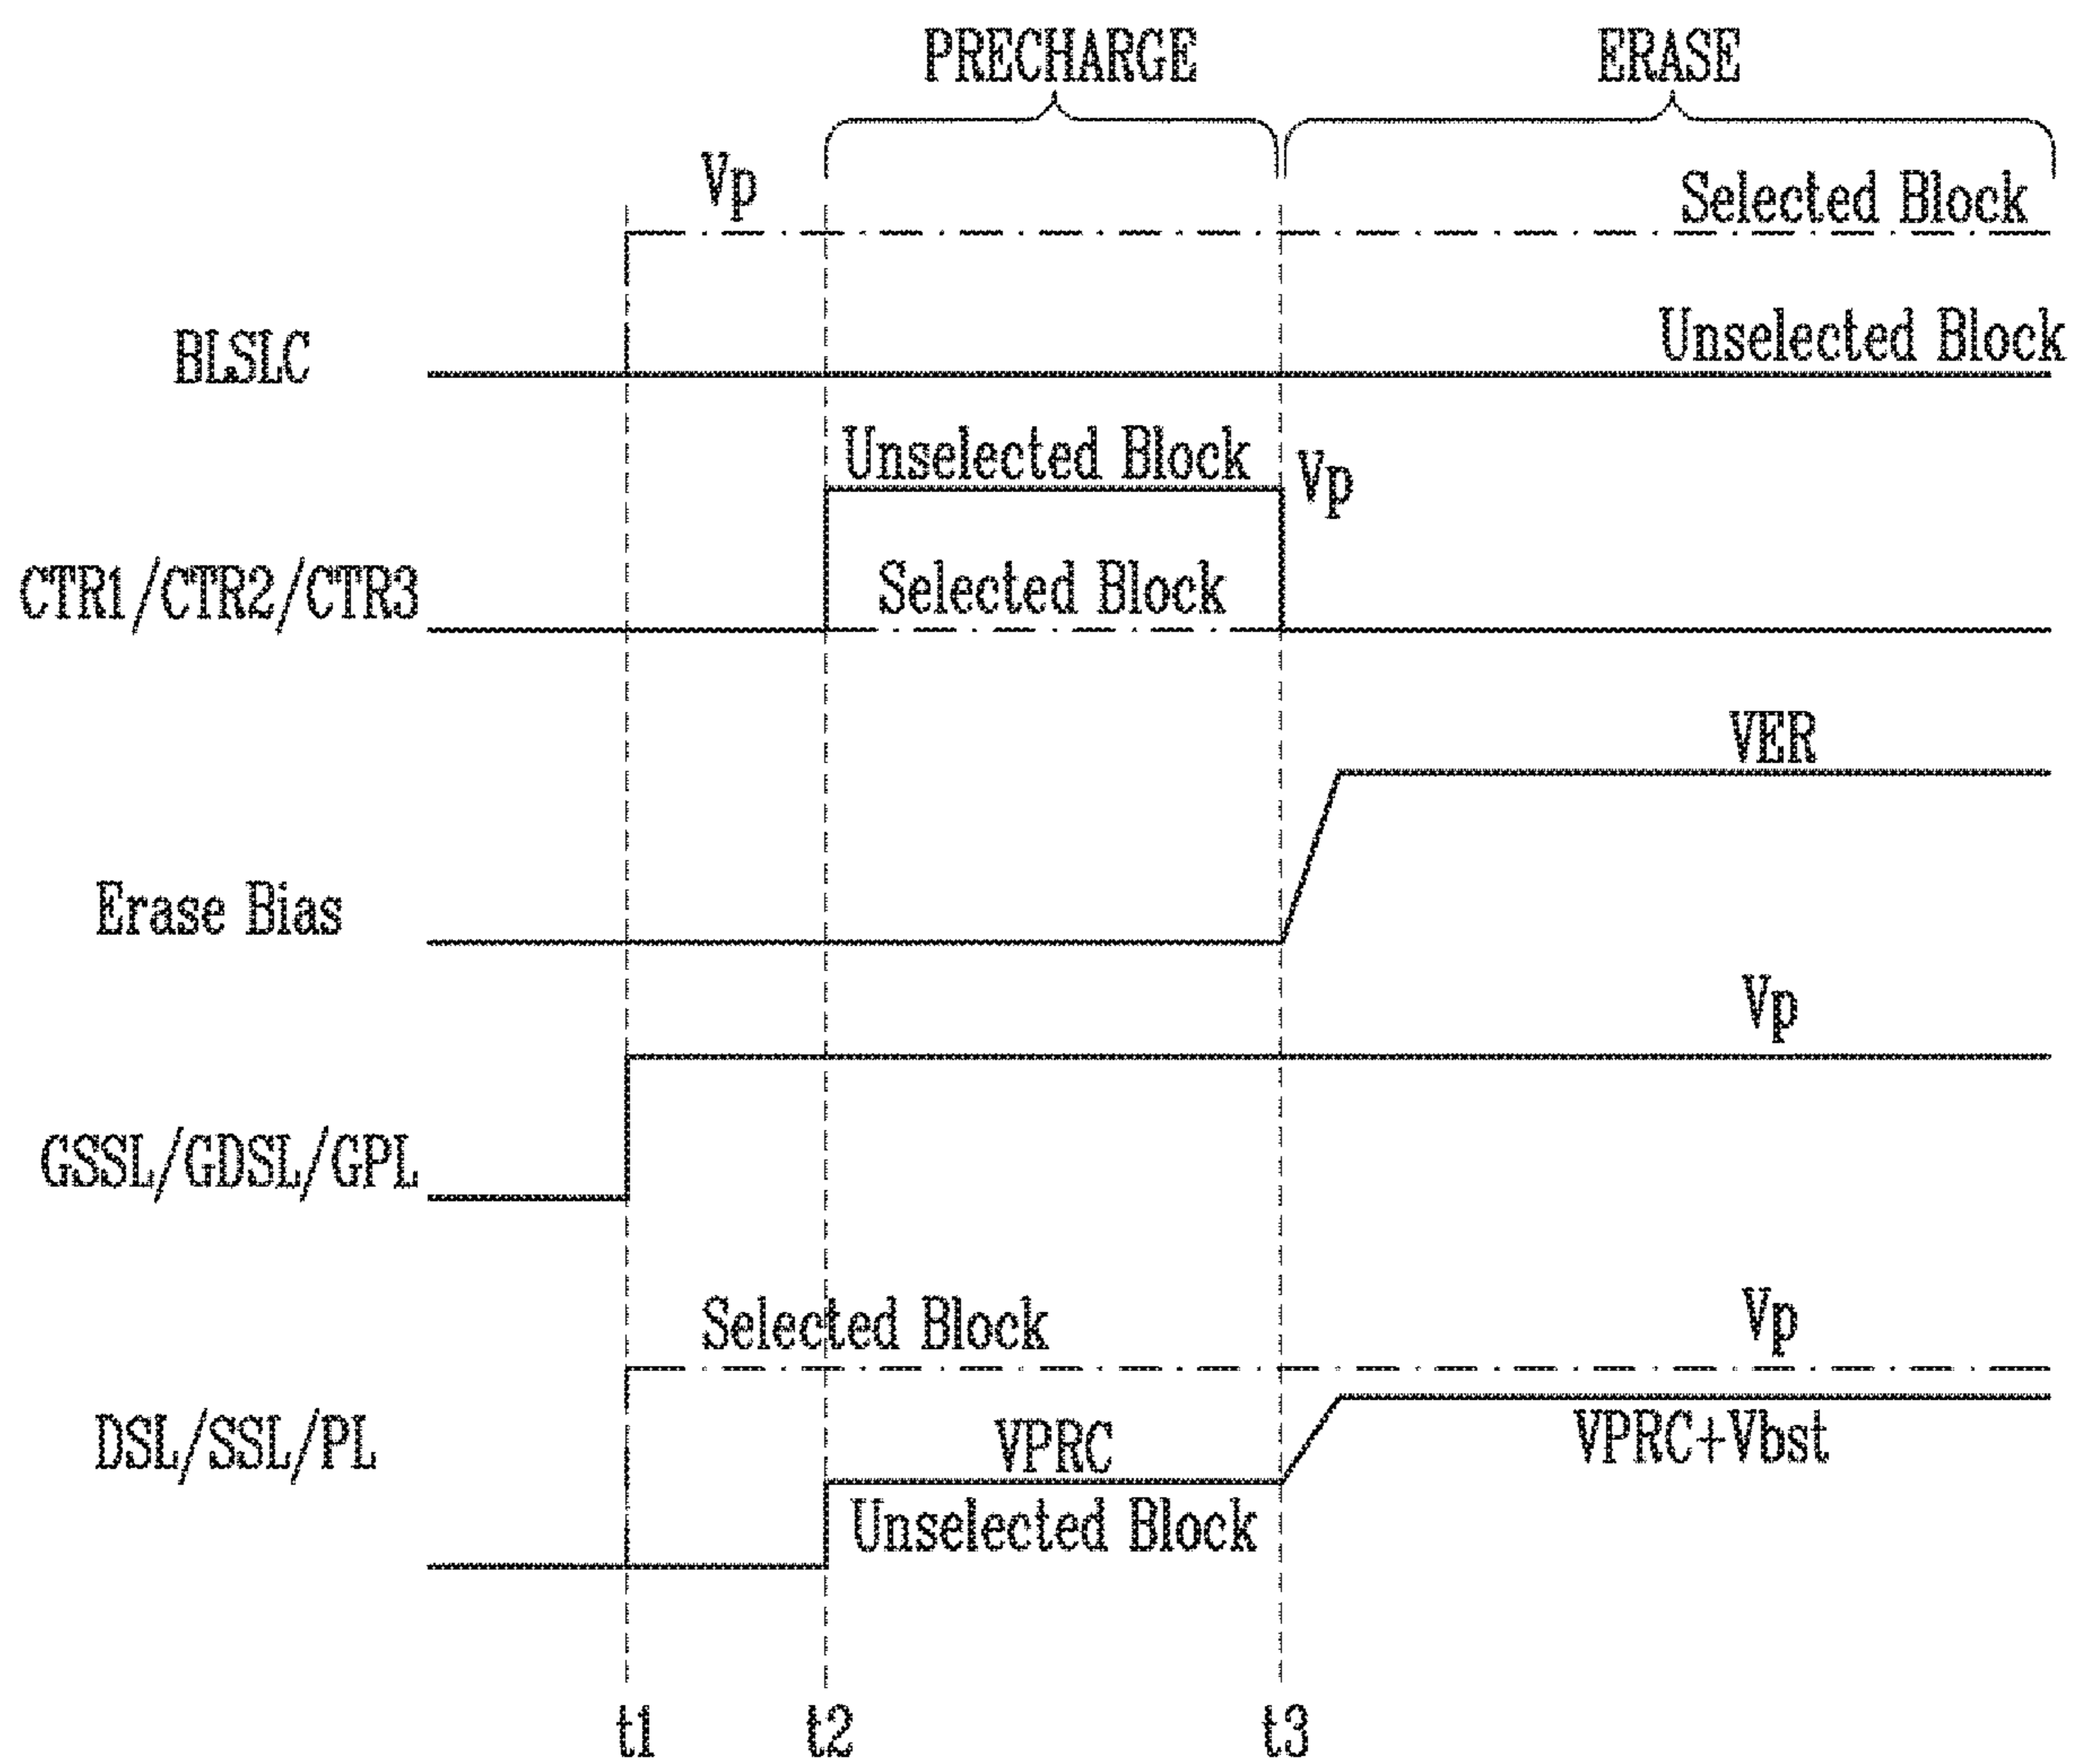 PRECHARGE
ERASE
Vp
Selected Block
Unselected Block
BLSLC
Unselected Block
Vp
Selected Block
CTR1/CTR2/CTR3
VER
Erase Bias
Vp
GSSL/GDSL/GPL
Selected Block
Vp
DSL/SSL/PL
VPRC
VPRC+Vbst
Unselected Block
t1
t2
t3